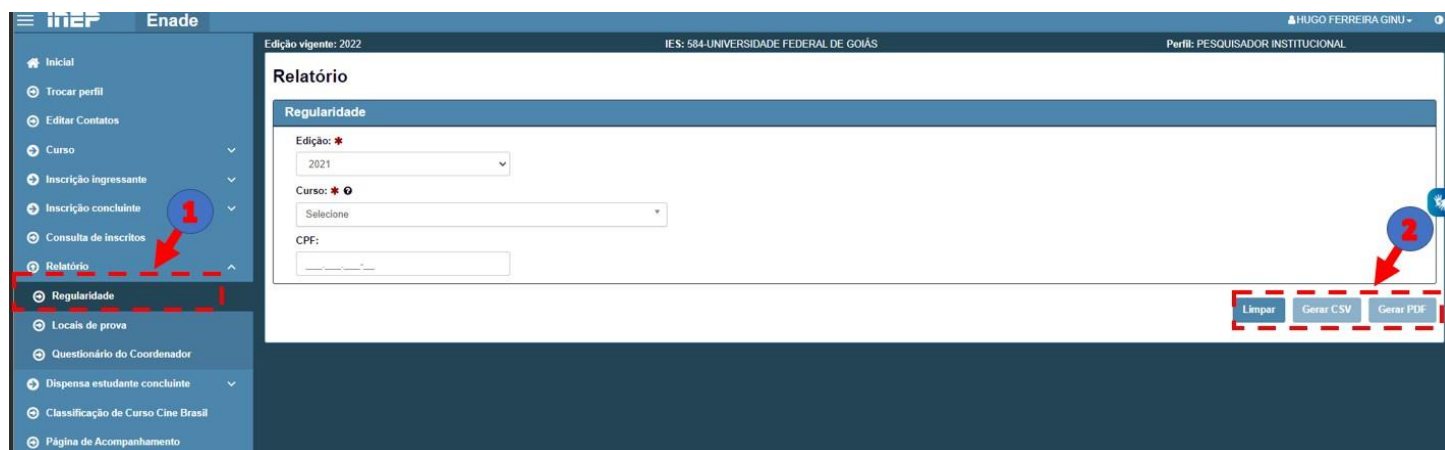 inep Enade
HUGO FERREIRA GINU
Edição vigente: 2022 IES: 584-UNIVERSIDADE FEDERAL DE GOIÁS Perfil: PESQUISADOR INSTITUCIONAL
Inicial
Trocar perfil
Editar Contatos
Curso
Inscrição ingressante
Inscrição concluinte
Consulta de inscritos
Relatório
Regularidade
Locais de prova
Questionário do Coordenador
Dispensa estudante concluinte
Classificação de Curso Cine Brasil
Página de Acompanhamento
1
Relatório
Regularidade
Edição: *
2021
Curso: *
Selecione
CPF:
___.___.___-__
2
Limpar Gerar CSV Gerar PDF